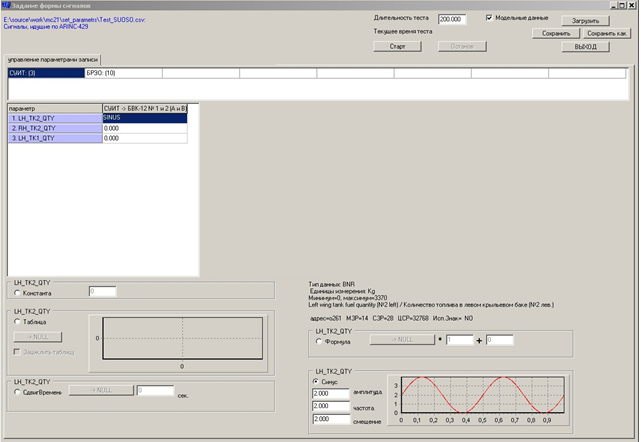 Задание формы сигналов
E:\source\work\mc21\set_parametrs\Test_SUOSO.csv:
Сигналы, идущие по ARINC-429
Длительность теста 200.000 Модельные данные Загрузить
Текущее время теста Сохранить Сохранить как
Старт Останов ВЫХОД
управление параметрами записи
СУИТ: (3) БРЭО: (10)
параметр СУИТ -> БВК-12 № 1 и 2 (А и В)
1. LH_TK2_QTY SINUS
2. RH_TK2_QTY 0.000
3. LH_TK1_QTY 0.000
LH_TK2_QTY
Константа 0
LH_TK2_QTY
Таблица
-> NULL
Зациклить таблицу
0
0
LH_TK2_QTY
СдвигВремени -> NULL 0 сек.
Тип данных: BNR
Единицы измерения: Kg
Минимум=0, максимум=3370
Left wing tank fuel quantity (№2 left) / Количество топлива в левом крыльевом баке (№2 лев.)
адрес=o261 МЗР=14 СЗР=28 ЦСР=32768 Исп.Знак= NO
LH_TK2_QTY
Формула -> NULL * 1 + 0
LH_TK2_QTY
Синус
2.000 амплитуда
2.000 частота
2.000 смещение
3
2
1
0
0 0,1 0,2 0,3 0,4 0,5 0,6 0,7 0,8 0,9